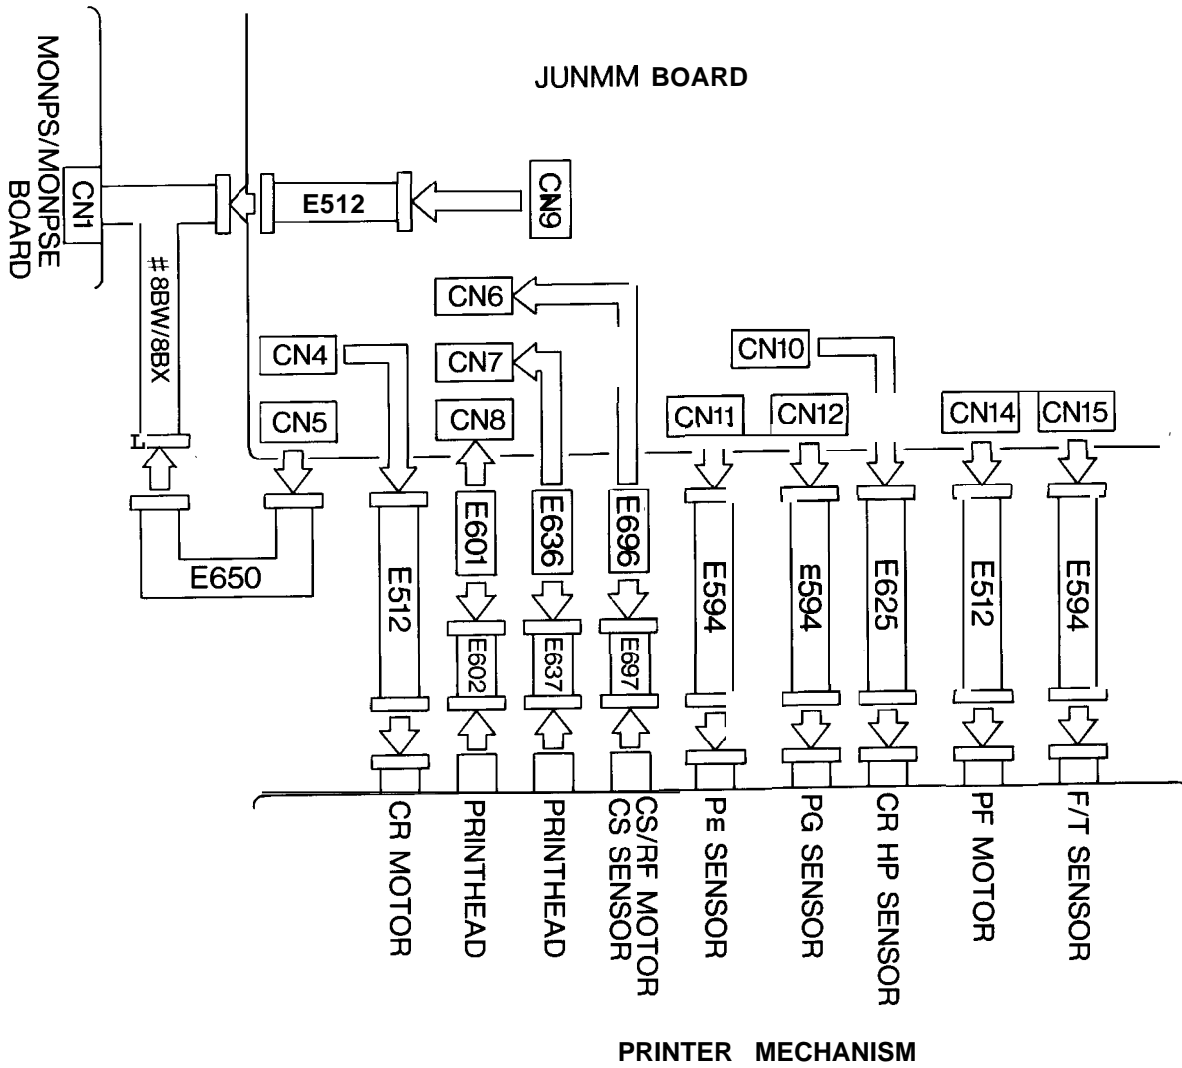 JUNMM BOARD
MONPS/MONPSE
BOARD
CN1
E512
CN9
#8BW/8BX
CN6
CN4
CN7
CN10
CN5
CN8
CN11
CN12
CN14
CN15
L
E650
E512
E601
E636
E696
E594
E594
E625
E512
E594
E602
E637
E697
CR MOTOR
PRINTHEAD
PRINTHEAD
CS/RF MOTOR
CS SENSOR
PE SENSOR
PG SENSOR
CR HP SENSOR
PF MOTOR
F/T SENSOR
PRINTER MECHANISM